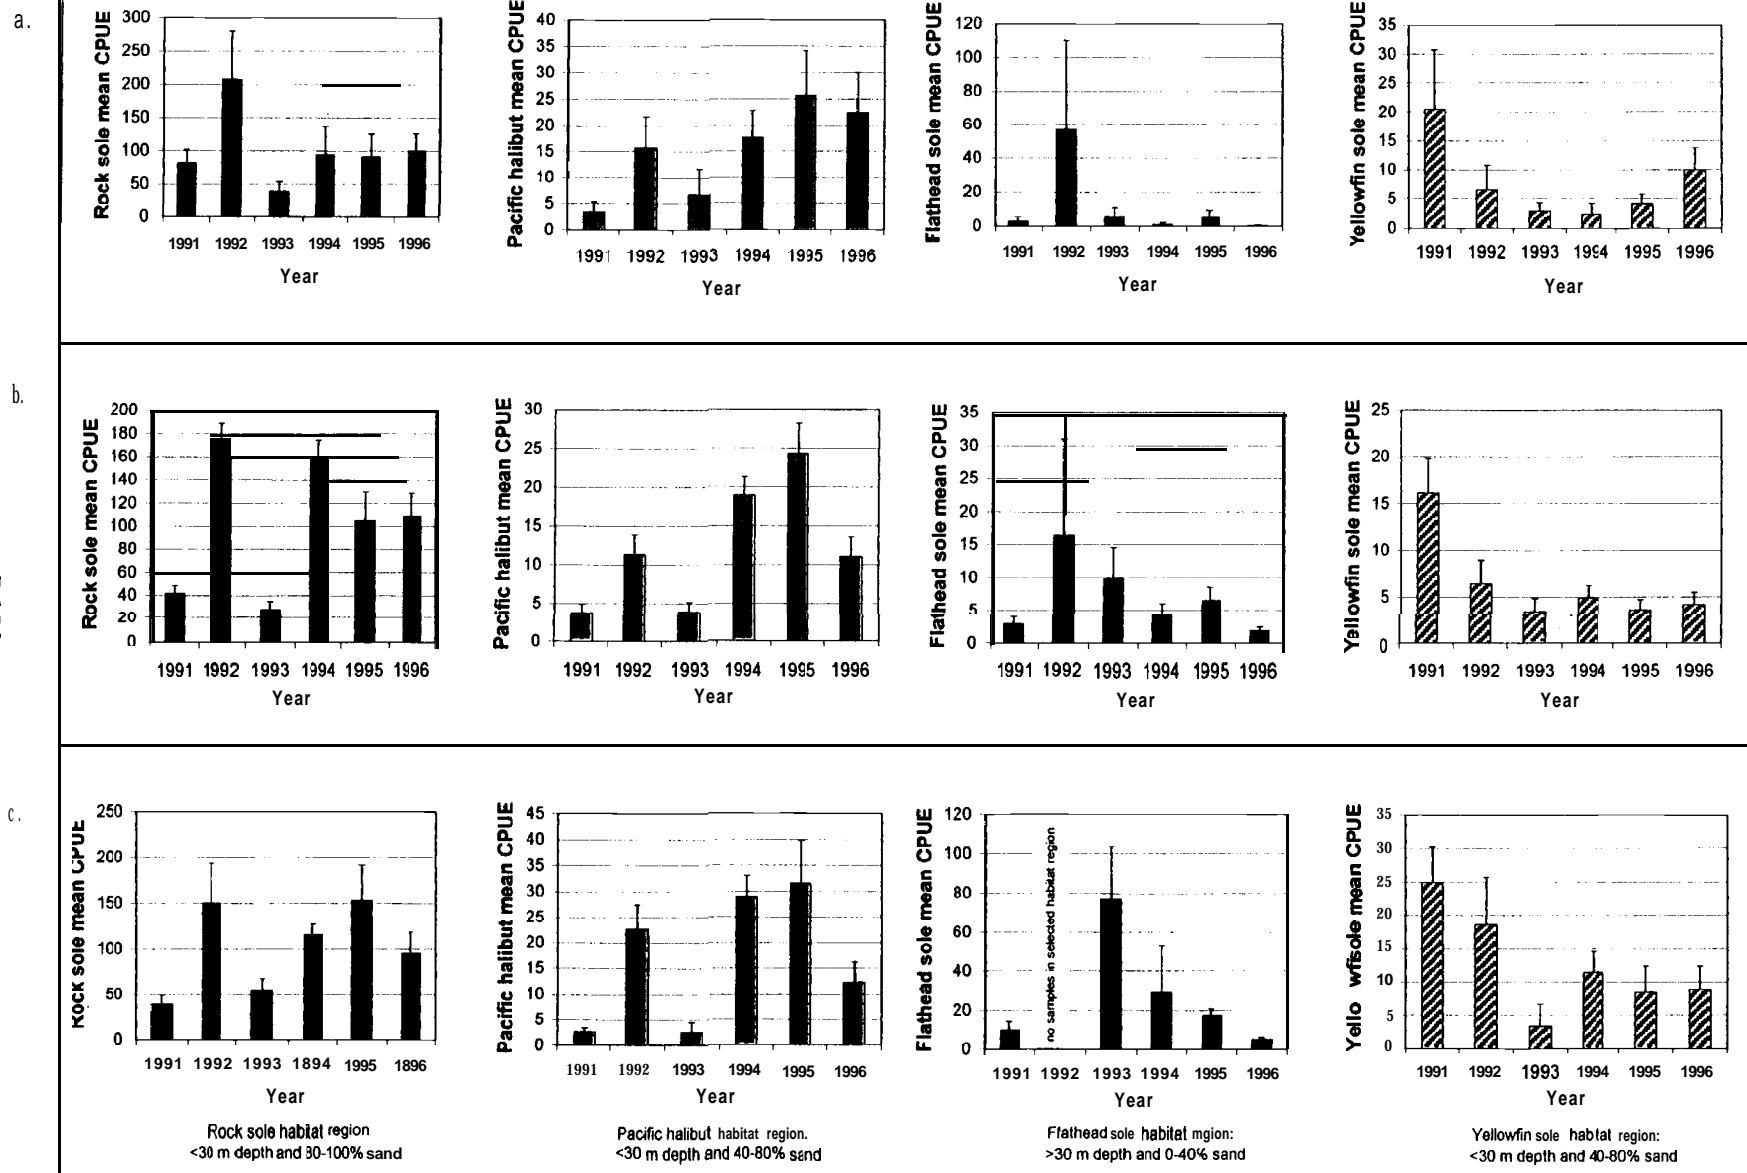 a.
Rock sole mean CPUE
300
250
200
150
100
50
0
1991 1992 1993 1994 1995 1996
Year
Pacific halibut mean CPUE
40
35
30
25
20
15
10
5
0
1991 1992 1993 1994 1995 1996
Year
Flathead sole mean CPUE
120
100
80
60
40
20
0
1991 1992 1993 1994 1995 1996
Year
Yellowfin sole mean CPUE
35
30
25
20
15
10
5
0
1991 1992 1993 1994 1995 1996
Year
b.
Rock sole mean CPUE
200
180
160
140
120
100
80
60
40
20
0
1991 1992 1993 1994 1995 1996
Year
Pacific halibut mean CPUE
30
25
20
15
10
5
0
1991 1992 1993 1994 1995 1996
Year
Flathead sole mean CPUE
35
30
25
20
15
10
5
0
1991 1992 1993 1994 1995 1996
Year
Yellowfin sole mean CPUE
25
20
15
10
5
0
1991 1992 1993 1994 1995 1996
Year
c.
Rock sole mean CPUE
250
200
150
100
50
0
1991 1992 1993 1894 1995 1896
Year
Rock sole habitat region
<30 m depth and 80-100% sand
Pacific halibut mean CPUE
45
40
35
30
25
20
15
10
5
0
1991 1992 1993 1994 1995 1996
Year
Pacific halibut habitat region.
<30 m depth and 40-80% sand
Flathead sole mean CPUE
120
100
80
60
40
20
0
no samples in selected habitat region
1991 1992 1993 1994 1995 1996
Year
Ffathead sole habitat mgion:
>30 m depth and 0-40% sand
Yello wfisole mean CPUE
35
30
25
20
15
10
5
0
1991 1992 1993 1994 1995 1996
Year
Yellowfin sole habtat region:
<30 m depth and 40-80% sand